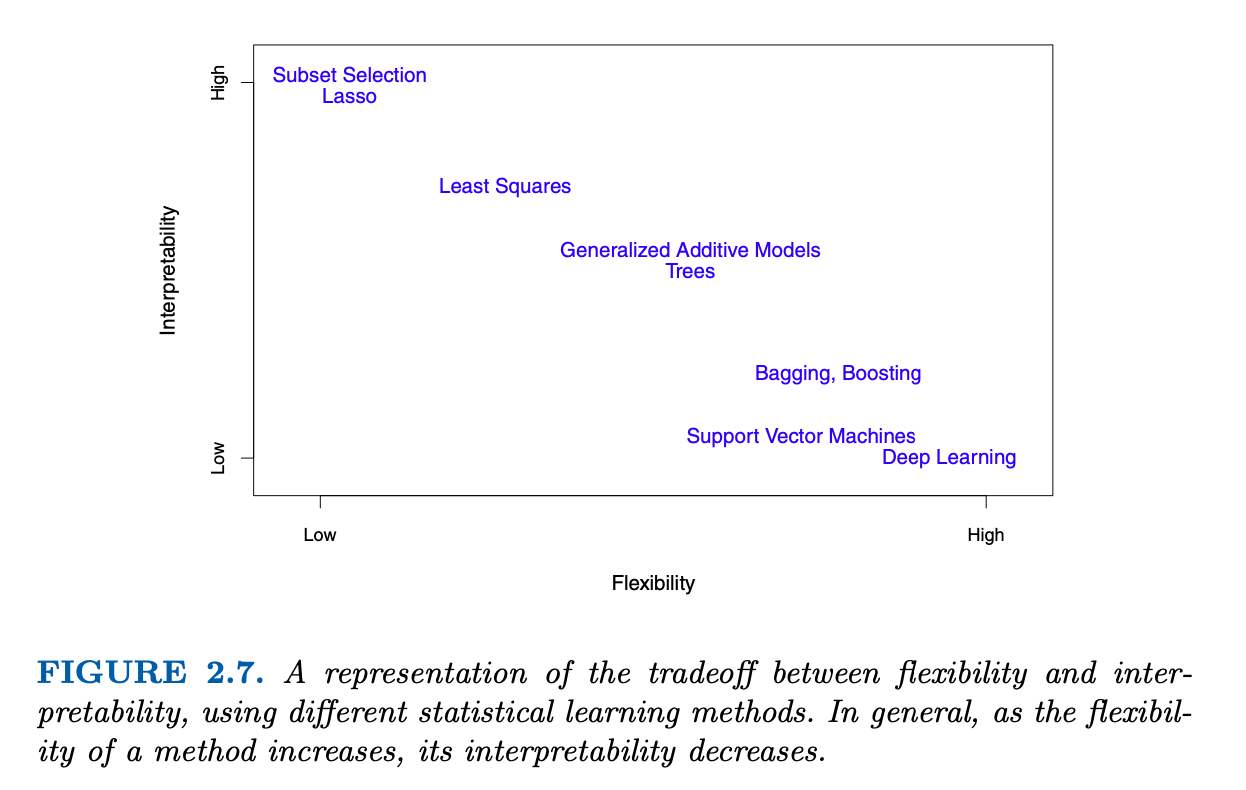 High
Subset Selection
Lasso
Least Squares
Interpretability
Generalized Additive Models
Trees
Bagging, Boosting
Support Vector Machines
Low
Deep Learning
Low
High
Flexibility
FIGURE 2.7. A representation of the tradeoff between flexibility and inter-
pretability, using different statistical learning methods. In general, as the flexibil-
ity of a method increases, its interpretability decreases.